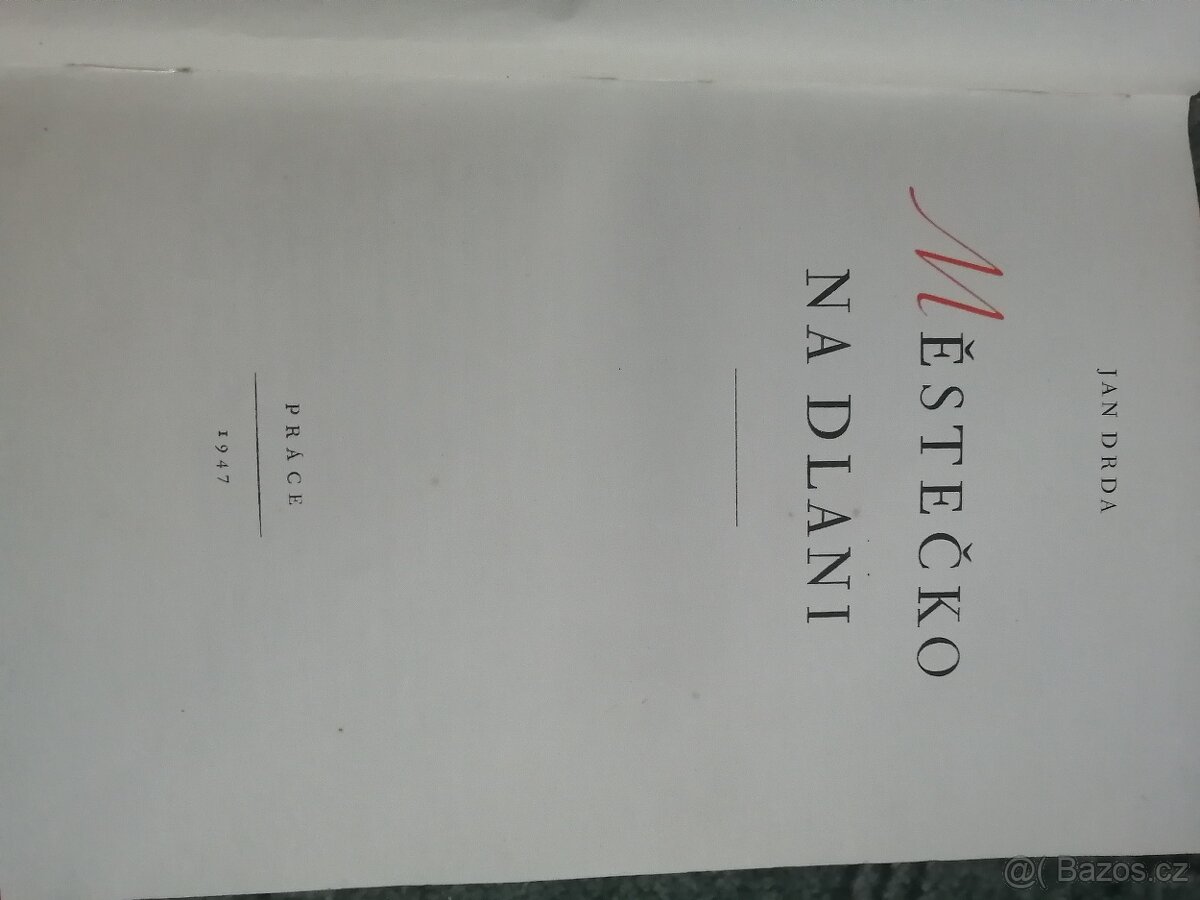 JAN DRDA
MĚSTEČKO
NA DLANI
PRÁCE
1947
@( Bazos.cz